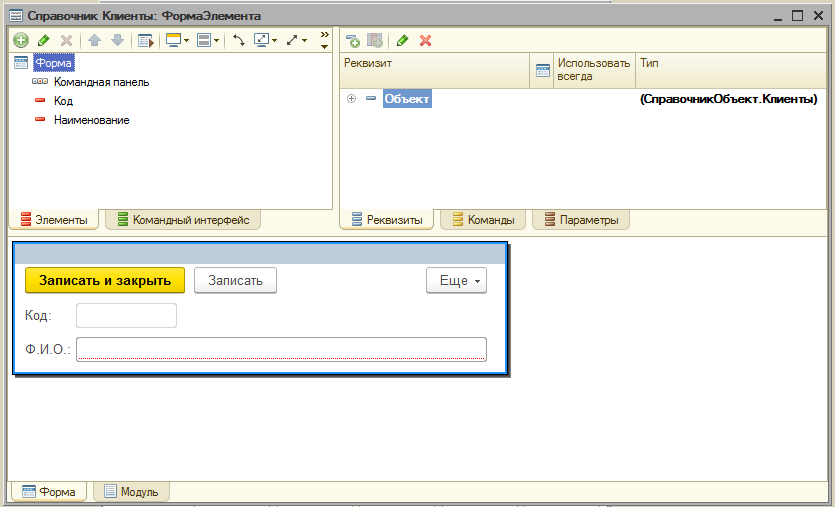 Справочник Клиенты: ФормаЭлемента
Форма
Командная панель
Код
Наименование
Элементы
Командный интерфейс
Реквизит
Использовать всегда
Тип
Объект
(СправочникОбъект.Клиенты)
Реквизиты
Команды
Параметры
Записать и закрыть
Записать
Еще
Код:
Ф.И.О.:
Форма
Модуль